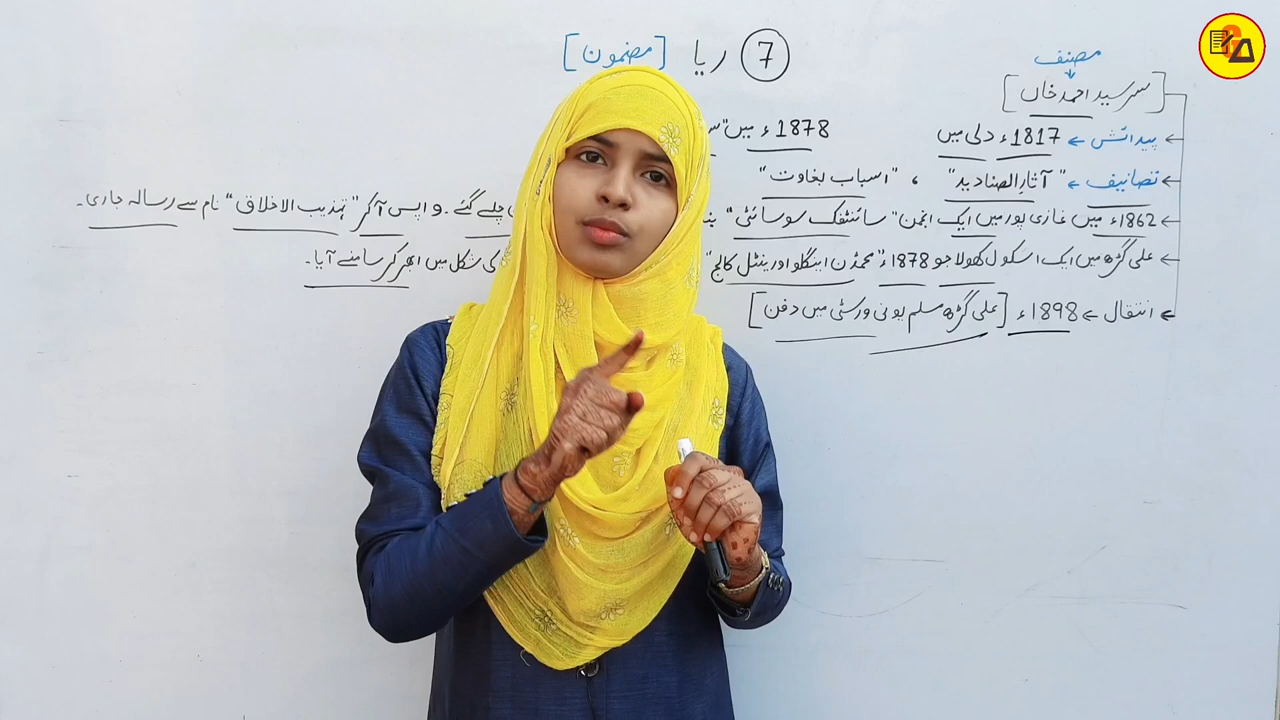 7 ریا [مضمون]
مصنف
[سرسید احمد خاں]
پیدائش ← 1817ء دلی میں 1878ء میں "س
تصانیف ← "آثار الصنادید" ، "اسباب بغاوت"
1862ء میں غازی پور میں ایک انجمن "سائنٹفک سوسائٹی" بنا چلے گئے۔ واپس آکر "تہذیب الاخلاق" نام سے رسالہ جاری۔
علی گڑھ میں ایک اسکول کھولا جو 1878ء "محمڈن اینگلو اورینٹل کالج" کی شکل میں ابھر کر سامنے آیا۔
انتقال ← 1898ء [علی گڑھ مسلم یونی ورسٹی میں دفن]